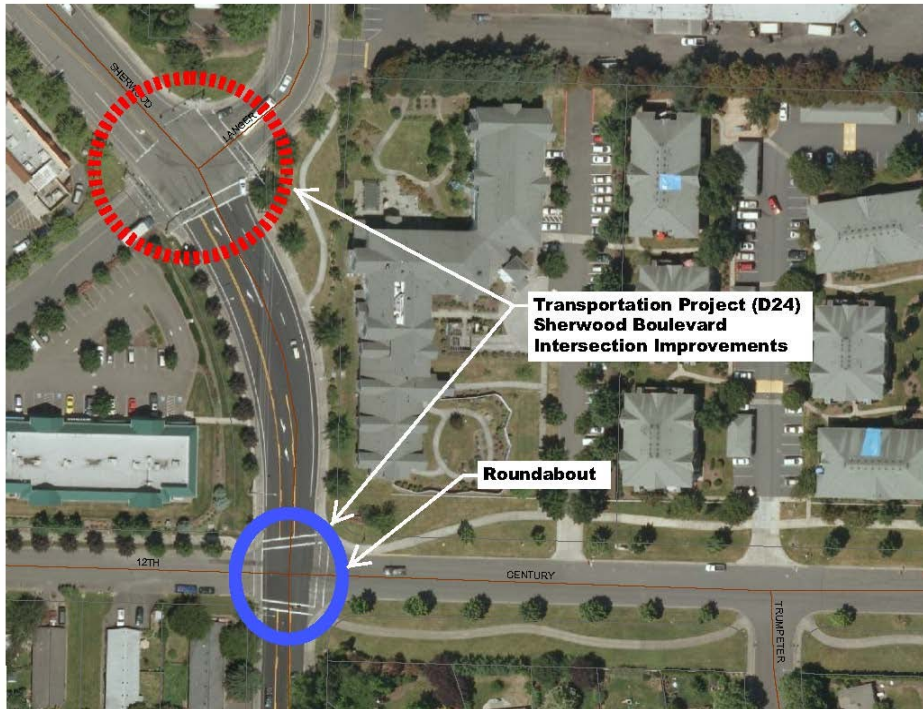 SHERWOOD
LANGER
Transportation Project (D24)
Sherwood Boulevard
Intersection Improvements
Roundabout
12TH
CENTURY
TRUMPETER